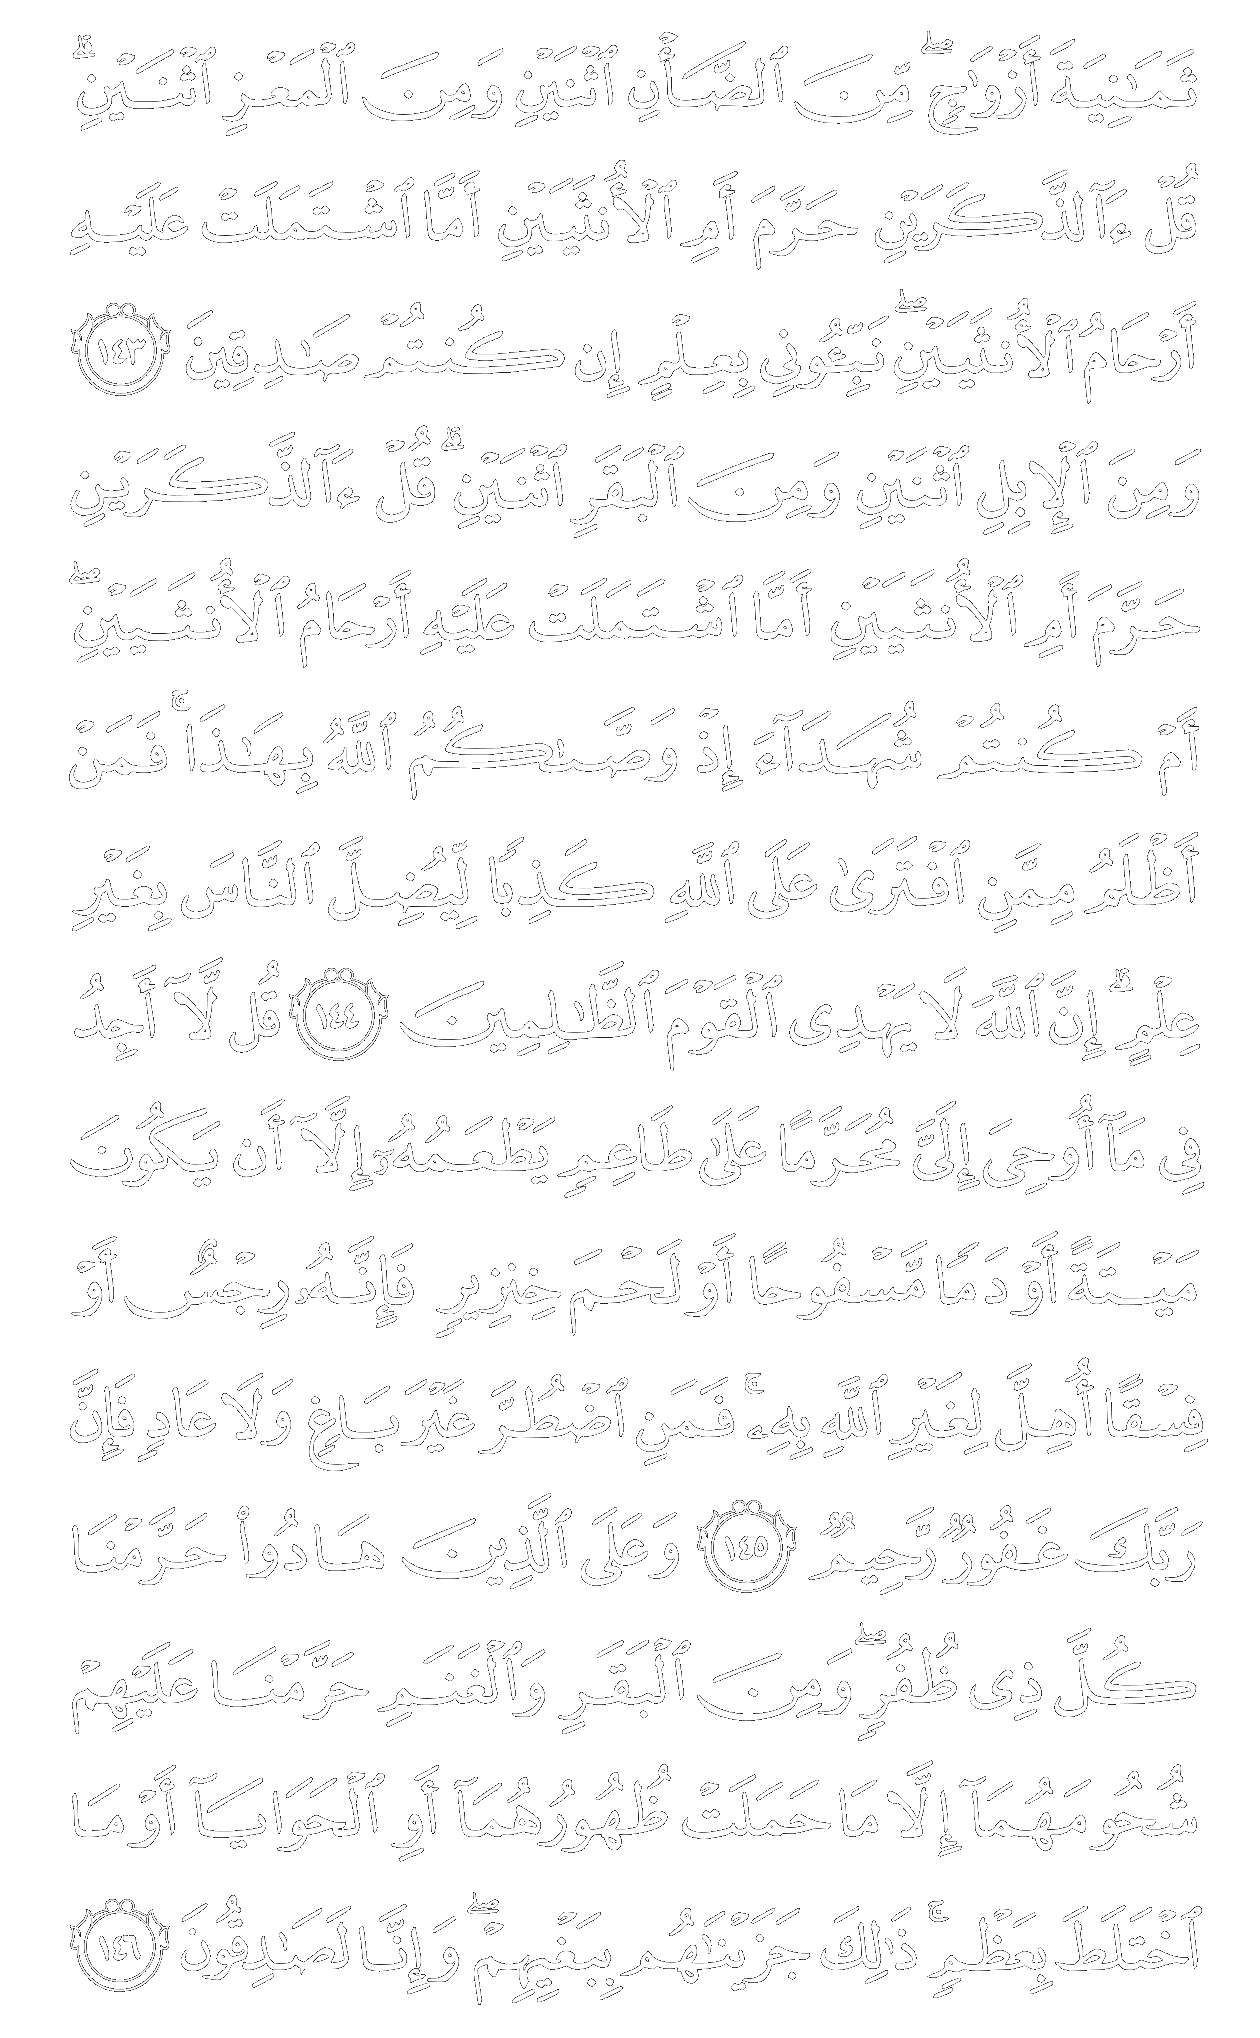 ثَمَٰنِيَةَ أَزْوَٰجٍۢ ۖ مِّنَ ٱلضَّأْنِ ٱثْنَيْنِ وَمِنَ ٱلْمَعْزِ ٱثْنَيْنِ ۗ
قُلْ ءَآلذَّكَرَيْنِ حَرَّمَ أَمِ ٱلْأُنثَيَيْنِ أَمَّا ٱشْتَمَلَتْ عَلَيْهِ
أَرْحَامُ ٱلْأُنثَيَيْنِ ۖ نَبِّـُٔونِي بِعِلْمٍ إِن كُنتُمْ صَٰدِقِينَ ١٤٣
وَمِنَ ٱلْإِبِلِ ٱثْنَيْنِ وَمِنَ ٱلْبَقَرِ ٱثْنَيْنِ ۗ قُلْ ءَآلذَّكَرَيْنِ
حَرَّمَ أَمِ ٱلْأُنثَيَيْنِ أَمَّا ٱشْتَمَلَتْ عَلَيْهِ أَرْحَامُ ٱلْأُنثَيَيْنِ ۖ
أَمْ كُنتُمْ شُهَدَآءَ إِذْ وَصَّىٰكُمُ ٱللَّهُ بِهَٰذَا ۚ فَمَنْ
أَظْلَمُ مِمَّنِ ٱفْتَرَىٰ عَلَى ٱللَّهِ كَذِبًا لِّيُضِلَّ ٱلنَّاسَ بِغَيْرِ
عِلْمٍ ۗ إِنَّ ٱللَّهَ لَا يَهْدِى ٱلْقَوْمَ ٱلظَّٰلِمِينَ ١٤٤ قُل لَّآ أَجِدُ
فِى مَآ أُوحِىَ إِلَىَّ مُحَرَّمًا عَلَىٰ طَاعِمٍ يَطْعَمُهُۥٓ إِلَّآ أَن يَكُونَ
مَيْتَةً أَوْ دَمًا مَّسْفُوحًا أَوْ لَحْمَ خِنزِيرٍ فَإِنَّهُۥ رِجْسٌ أَوْ
فِسْقًا أُهِلَّ لِغَيْرِ ٱللَّهِ بِهِۦ ۚ فَمَنِ ٱضْطُرَّ غَيْرَ بَاغٍ وَلَا عَادٍ فَإِنَّ
رَبَّكَ غَفُورٌ رَّحِيمٌ ١٤٥ وَعَلَى ٱلَّذِينَ هَادُوا۟ حَرَّمْنَا
كُلَّ ذِى ظُفُرٍ ۖ وَمِنَ ٱلْبَقَرِ وَٱلْغَنَمِ حَرَّمْنَا عَلَيْهِمْ
شُحُومَهُمَآ إِلَّا مَا حَمَلَتْ ظُهُورُهُمَآ أَوِ ٱلْحَوَايَآ أَوْ مَا
ٱخْتَلَطَ بِعَظْمٍ ۚ ذَٰلِكَ جَزَيْنَٰهُم بِبَغْيِهِمْ ۖ وَإِنَّا لَصَٰدِقُونَ ١٤٦